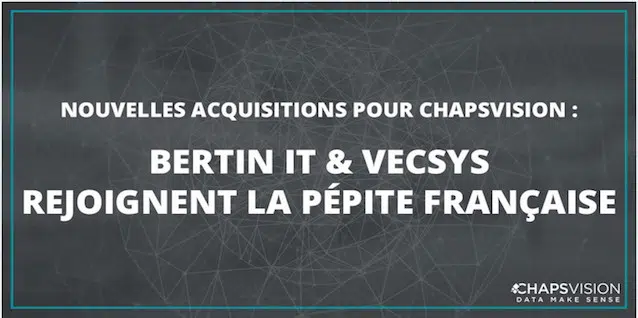 NOUVELLES ACQUISITIONS POUR CHAPSVISION :
BERTIN IT & VECSYS
REJOIGNENT LA PÉPITE FRANÇAISE
CHAPSVISION
DATA MAKE SENSE